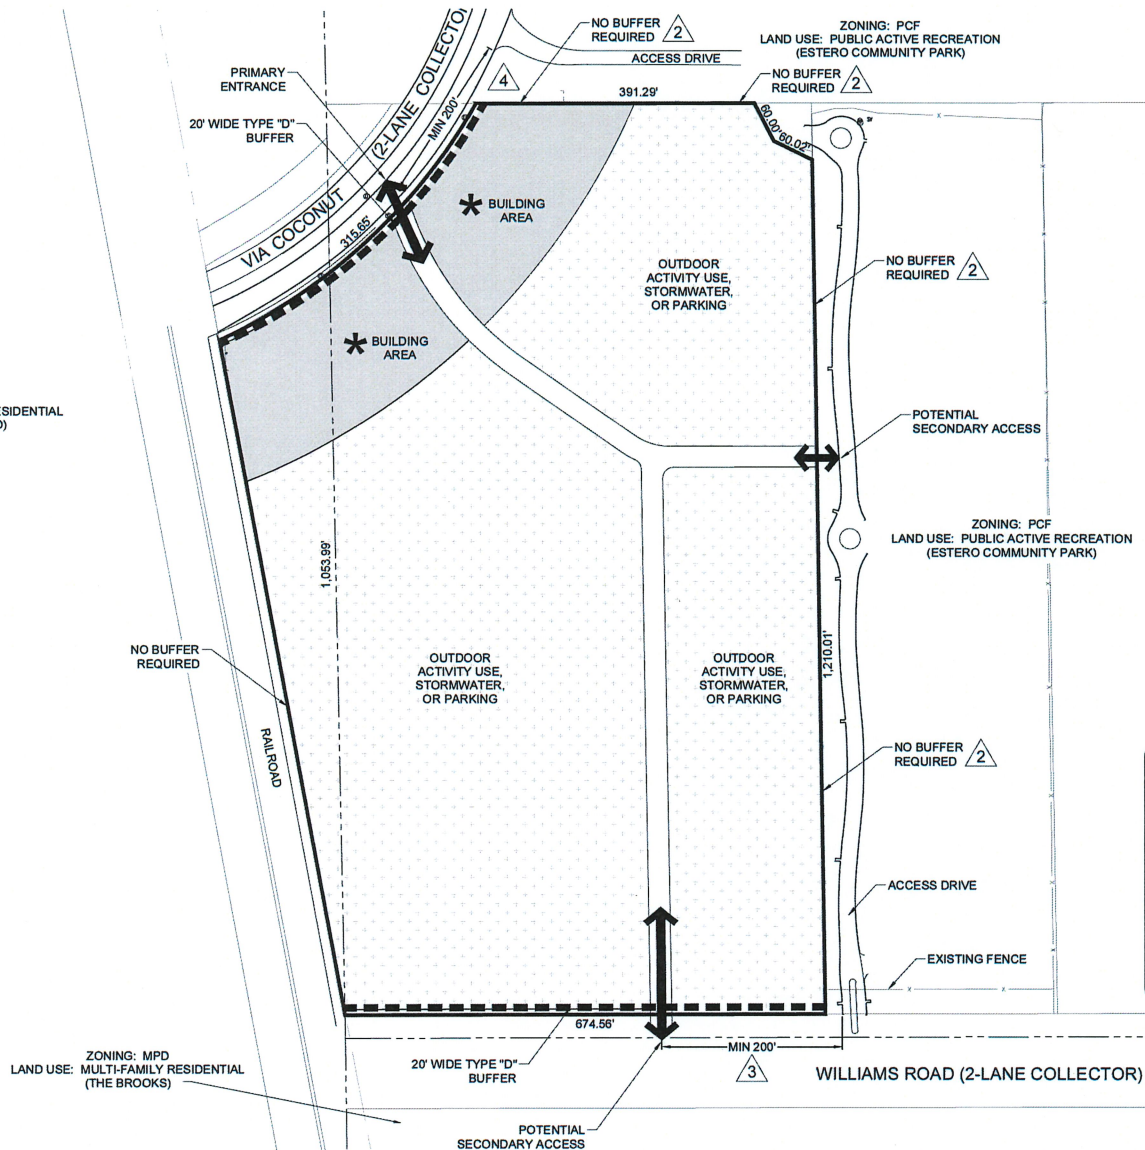 NO BUFFER
REQUIRED 2
ZONING: PCF
LAND USE: PUBLIC ACTIVE RECREATION
(ESTERO COMMUNITY PARK)
ACCESS DRIVE
PRIMARY
ENTRANCE
4
NO BUFFER
REQUIRED 2
391.29'
20' WIDE TYPE "D"
BUFFER
(2-LANE COLLECTOR
MIN 200'
60.00'
60.02'
VIA COCONUT
315.65'
* BUILDING
AREA
NO BUFFER
REQUIRED 2
OUTDOOR
ACTIVITY USE,
STORMWATER,
OR PARKING
* BUILDING
AREA
SIDENTIAL
POTENTIAL
SECONDARY ACCESS
ZONING: PCF
LAND USE: PUBLIC ACTIVE RECREATION
(ESTERO COMMUNITY PARK)
1,053.99'
NO BUFFER
REQUIRED
OUTDOOR
ACTIVITY USE,
STORMWATER,
OR PARKING
OUTDOOR
ACTIVITY USE,
STORMWATER,
OR PARKING
1,210.01'
RAILROAD
NO BUFFER
REQUIRED 2
ACCESS DRIVE
EXISTING FENCE
674.56'
MIN 200'
3
ZONING: MPD
LAND USE: MULTI-FAMILY RESIDENTIAL
(THE BROOKS)
20' WIDE TYPE "D"
BUFFER
WILLIAMS ROAD (2-LANE COLLECTOR)
POTENTIAL
SECONDARY ACCESS